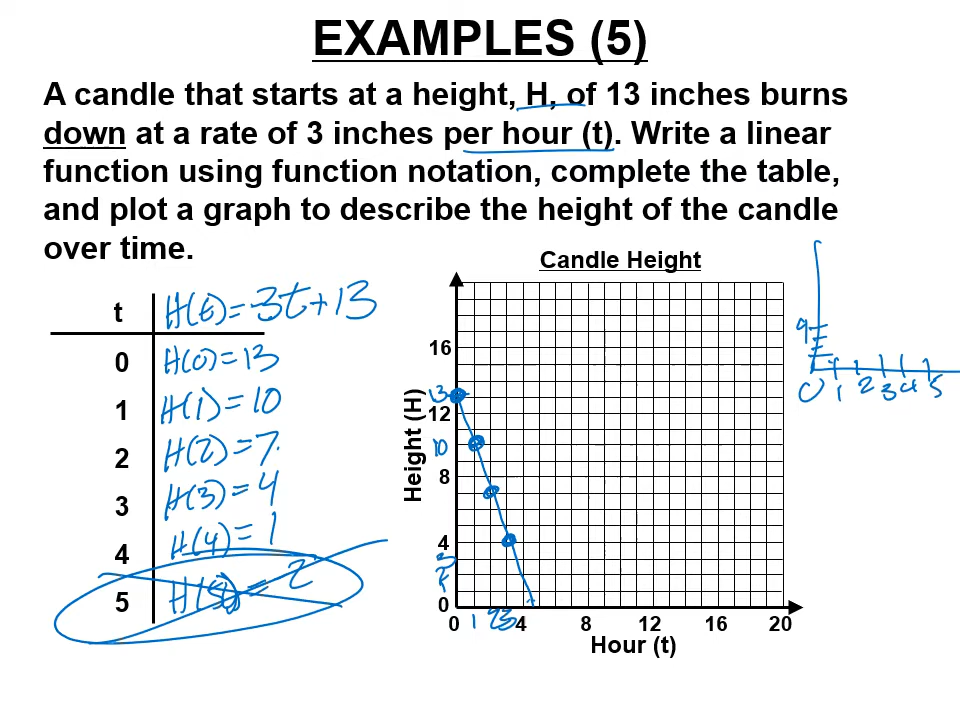 EXAMPLES (5)
A candle that starts at a height, H, of 13 inches burns
down at a rate of 3 inches per hour (t). Write a linear
function using function notation, complete the table,
and plot a graph to describe the height of the candle
over time.
t H(t) = -3t + 13
0 H(0) = 13
1 H(1) = 10
2 H(2) = 7
3 H(3) = 4
4 H(4) = 1
5 H(5) =
Candle Height
Height (H)
16
13
12
10
8
4
0
0 1 2 3 4 8 12 16 20
Hour (t)
0 1 2 3 4 5